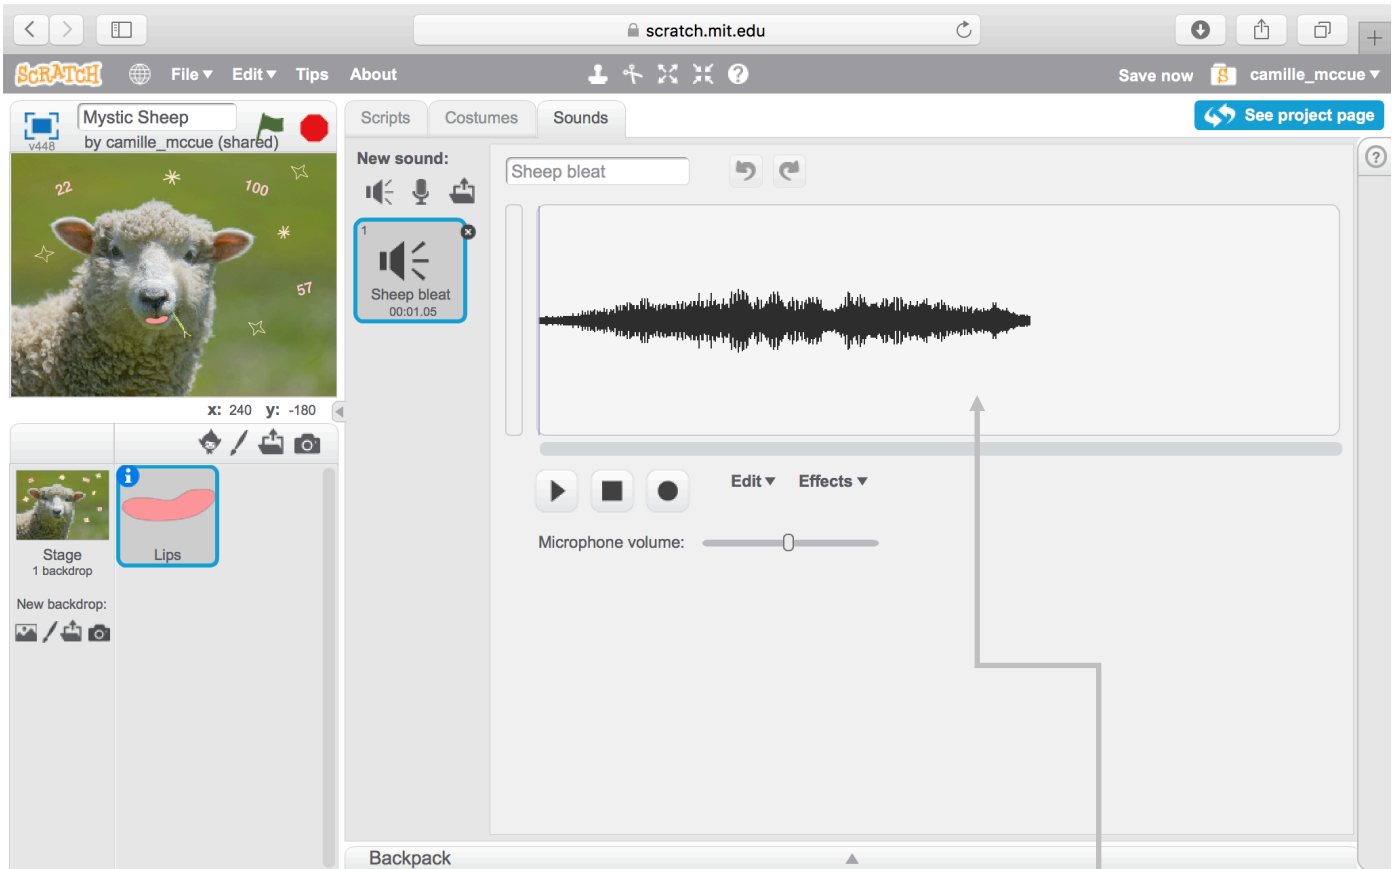 scratch.mit.edu
SCRATCH File Edit Tips About Save now S camille_mccue
v448 Mystic Sheep
by camille_mccue (shared)
Scripts Costumes Sounds See project page
22 100
57
New sound:
1
Sheep bleat
00:01.05
Sheep bleat
x: 240 y: -180
Edit Effects
Microphone volume:
Stage
1 backdrop
Lips
New backdrop:
Backpack